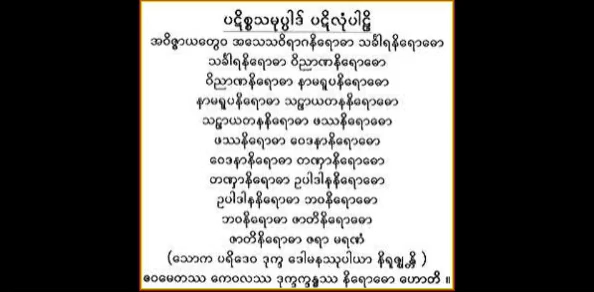 ပဋိစ္စသမုပ္ပါဒ် ပဋိလုံပါဠိ
အဝိဇ္ဇာယတွေဝ အသေသဝိရာဂနိရောဓာ သင်္ခါရနိရောဓော
သင်္ခါရနိရောဓာ ဝိညာဏနိရောဓော
ဝိညာဏနိရောဓာ နာမရူပနိရောဓော
နာမရူပနိရောဓာ သဠာယတနနိရောဓော
သဠာယတနနိရောဓာ ဖဿနိရောဓော
ဖဿနိရောဓာ ဝေဒနာနိရောဓော
ဝေဒနာနိရောဓာ တဏှာနိရောဓော
တဏှာနိရောဓာ ဥပါဒါနနိရောဓော
ဥပါဒါနနိရောဓာ ဘဝနိရောဓော
ဘဝနိရောဓာ ဇာတိနိရောဓော
ဇာတိနိရောဓာ ဇရာ မရဏံ
(သောက ပရိဒေဝ ဒုက္ခ ဒေါမနဿုပါယာ နိရုဇ္ဈန္တိ )
ဧဝမေတဿ ကေဝလဿ ဒုက္ခက္ခန္ဓဿ နိရောဓော ဟောတိ ။